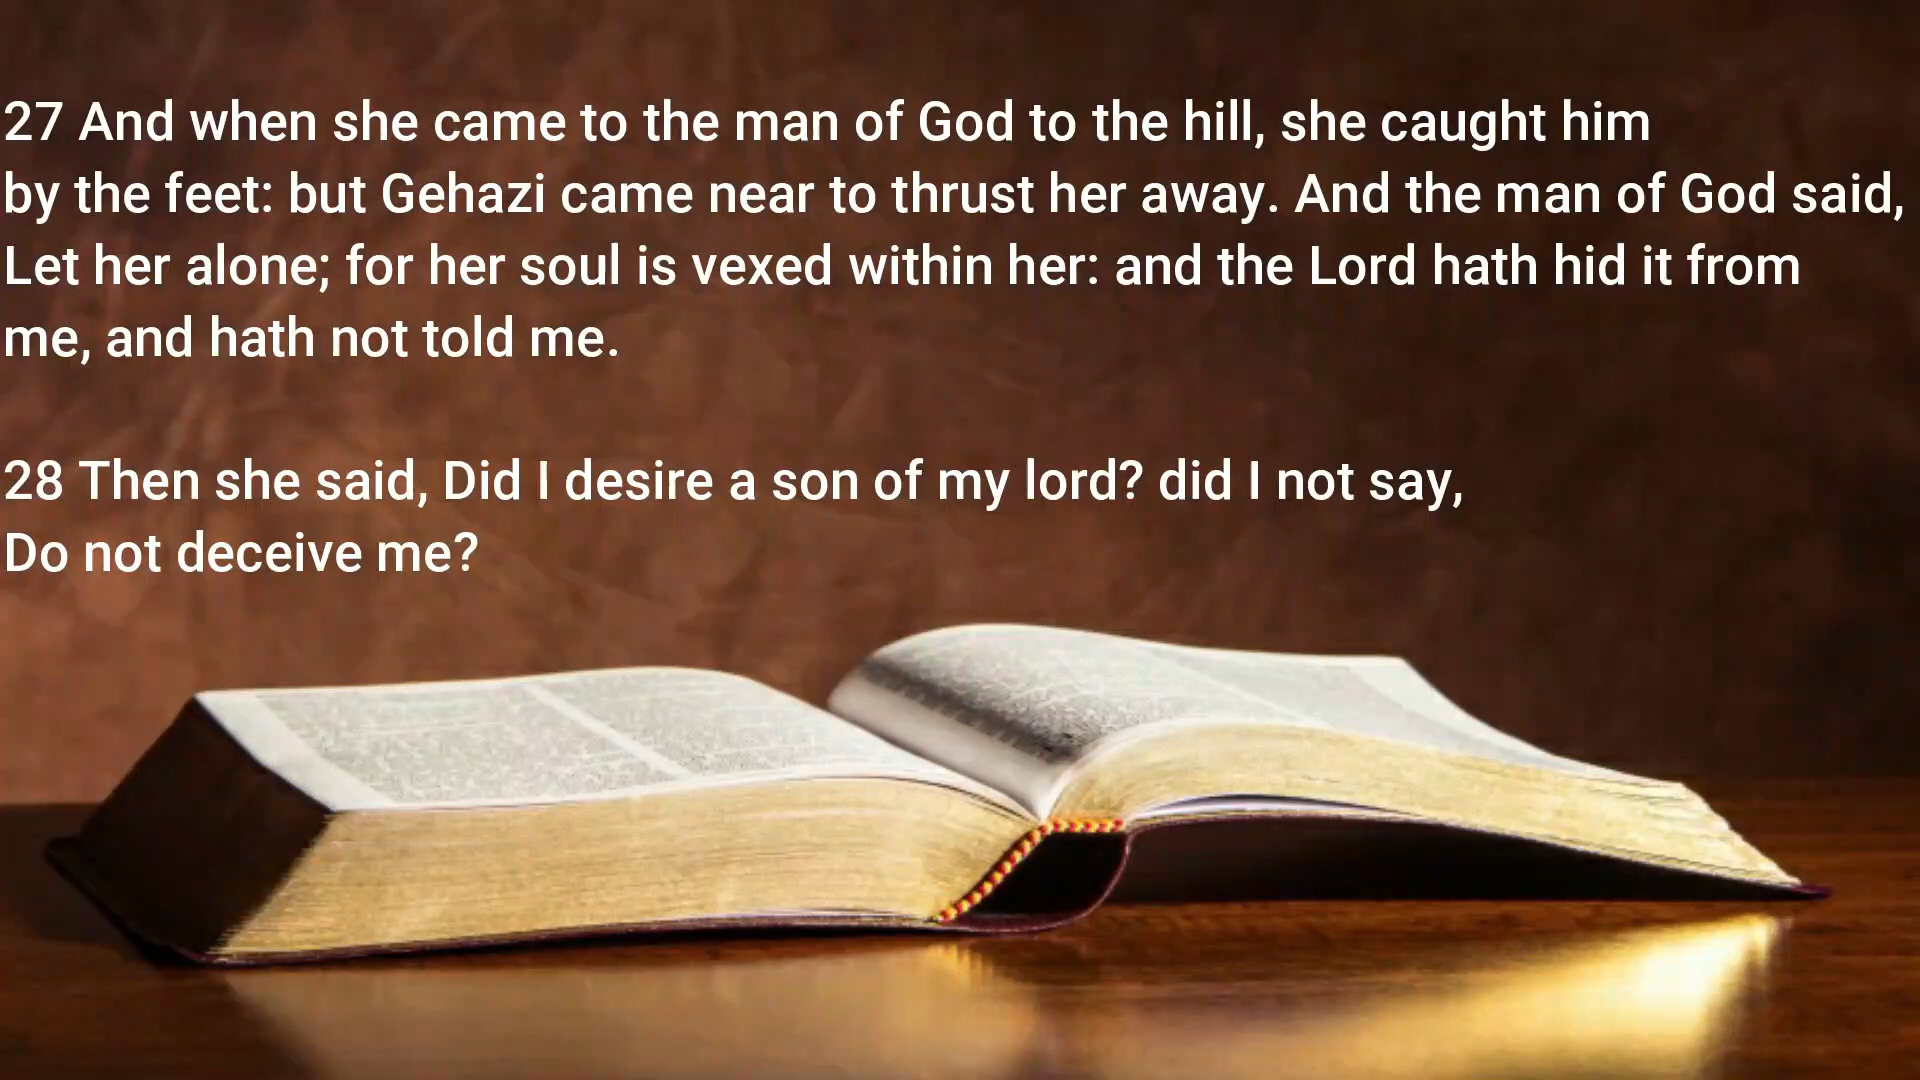 27 And when she came to the man of God to the hill, she caught him
by the feet: but Gehazi came near to thrust her away. And the man of God said,
Let her alone; for her soul is vexed within her: and the Lord hath hid it from
me, and hath not told me.
28 Then she said, Did I desire a son of my lord? did I not say,
Do not deceive me?